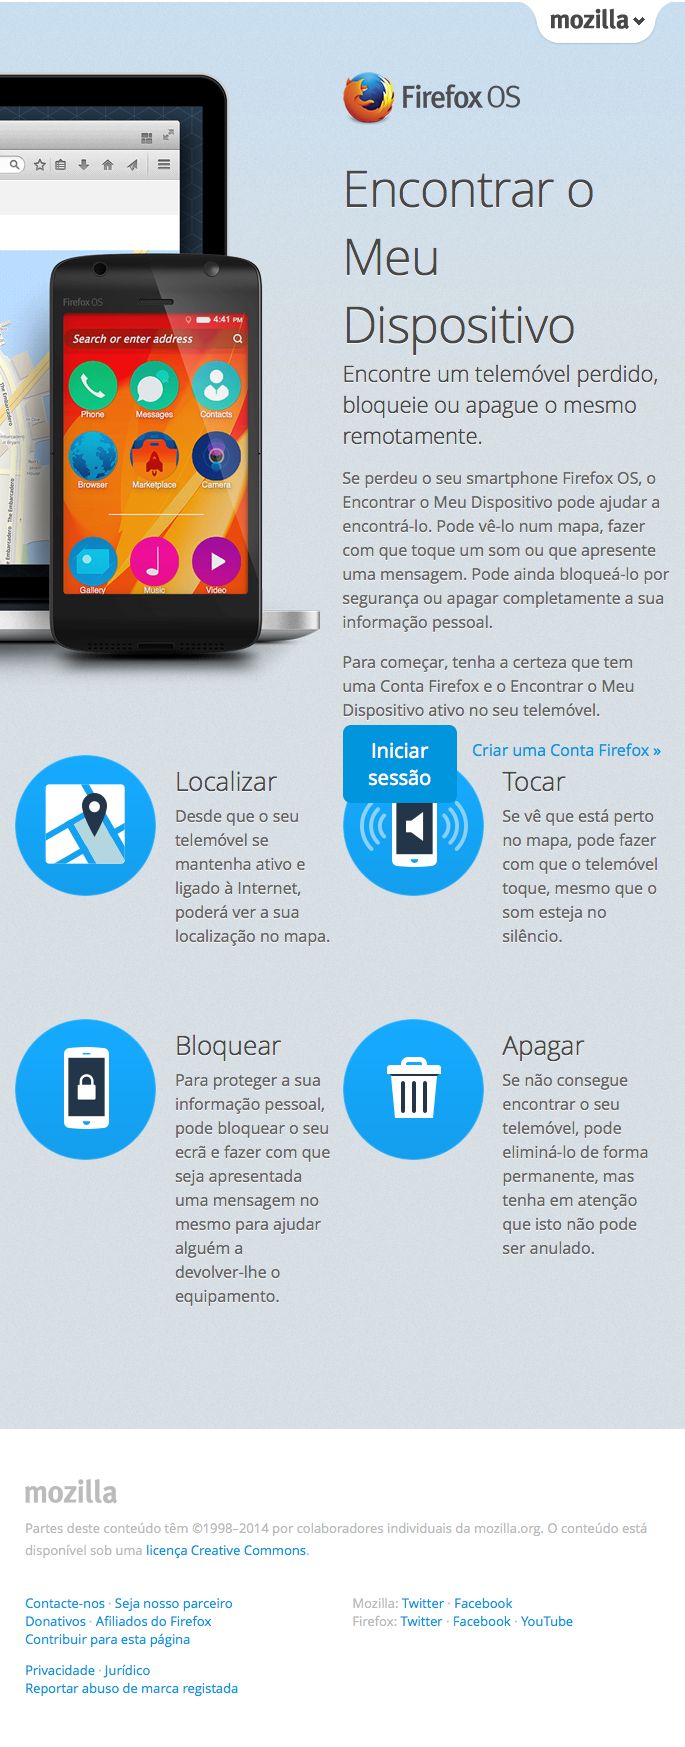 mozilla
Firefox OS
Encontrar o
Meu
Dispositivo
Encontre um telemóvel perdido,
bloqueie ou apague o mesmo
remotamente.
Se perdeu o seu smartphone Firefox OS, o
Encontrar o Meu Dispositivo pode ajudar a
encontrá-lo. Pode vê-lo num mapa, fazer
com que toque um som ou que apresente
uma mensagem. Pode ainda bloqueá-lo por
segurança ou apagar completamente a sua
informação pessoal.
Para começar, tenha a certeza que tem
uma Conta Firefox e o Encontrar o Meu
Dispositivo ativo no seu telemóvel.
Iniciar
sessão
Criar uma Conta Firefox »
Firefox OS
4:41 PM
Search or enter address
Phone
Messages
Contacts
Browser
Marketplace
Camera
Gallery
Music
Video
The Embarcadero
The Embarcadero
Localizar
Desde que o seu
telemóvel se
mantenha ativo e
ligado à Internet,
poderá ver a sua
localização no mapa.
Tocar
Se vê que está perto
no mapa, pode fazer
com que o telemóvel
toque, mesmo que o
som esteja no
silêncio.
Bloquear
Para proteger a sua
informação pessoal,
pode bloquear o seu
ecrã e fazer com que
seja apresentada
uma mensagem no
mesmo para ajudar
alguém a
devolver-lhe o
equipamento.
Apagar
Se não consegue
encontrar o seu
telemóvel, pode
eliminá-lo de forma
permanente, mas
tenha em atenção
que isto não pode
ser anulado.
mozilla
Partes deste conteúdo têm ©1998–2014 por colaboradores individuais da mozilla.org. O conteúdo está
disponível sob uma licença Creative Commons.
Contacte-nos · Seja nosso parceiro
Donativos · Afiliados do Firefox
Contribuir para esta página
Privacidade · Jurídico
Reportar abuso de marca registada
Mozilla: Twitter · Facebook
Firefox: Twitter · Facebook · YouTube